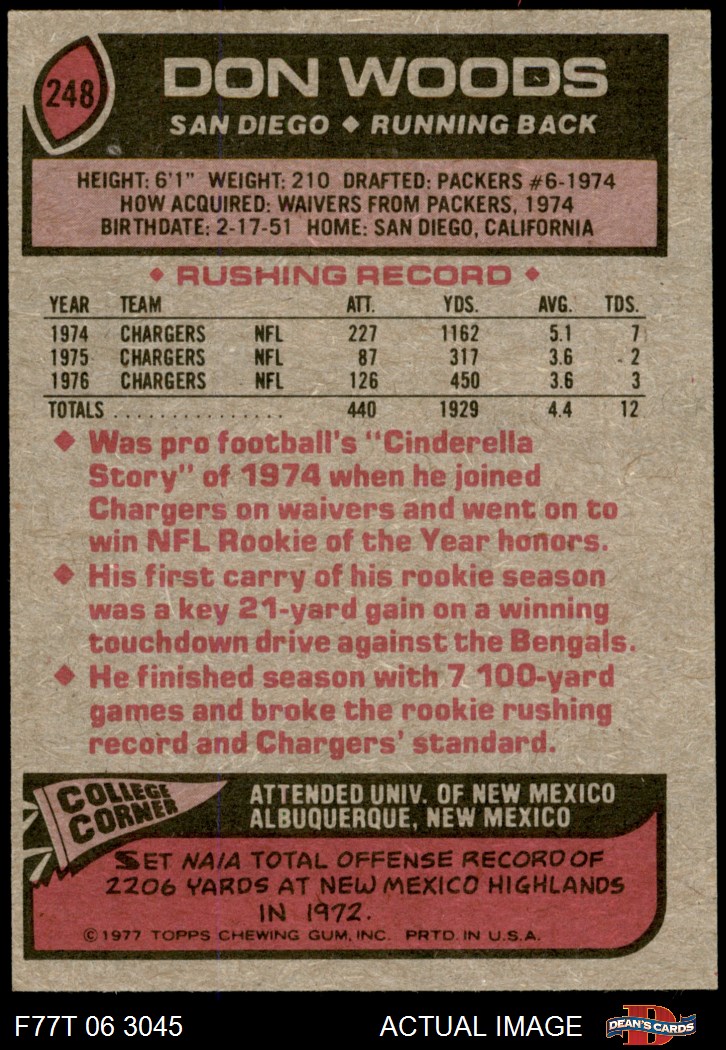 248
DON WOODS
SAN DIEGO ♦ RUNNING BACK
HEIGHT: 6'1" WEIGHT: 210 DRAFTED: PACKERS #6-1974
HOW ACQUIRED: WAIVERS FROM PACKERS, 1974
BIRTHDATE: 2-17-51 HOME: SAN DIEGO, CALIFORNIA
♦ RUSHING RECORD ♦
YEAR TEAM ATT. YDS. AVG. TDS.
1974 CHARGERS NFL 227 1162 5.1 7
1975 CHARGERS NFL 87 317 3.6 2
1976 CHARGERS NFL 126 450 3.6 3
TOTALS . . . . . . . . . . . . . . . 440 1929 4.4 12
♦ Was pro football's "Cinderella
Story" of 1974 when he joined
Chargers on waivers and went on to
win NFL Rookie of the Year honors.
♦ His first carry of his rookie season
was a key 21-yard gain on a winning
touchdown drive against the Bengals.
♦ He finished season with 7 100-yard
games and broke the rookie rushing
record and Chargers' standard.
COLLEGE
CORNER
ATTENDED UNIV. OF NEW MEXICO
ALBUQUERQUE, NEW MEXICO
SET NAIA TOTAL OFFENSE RECORD OF
2206 YARDS AT NEW MEXICO HIGHLANDS
IN 1972.
© 1977 TOPPS CHEWING GUM, INC. PRTD. IN U.S.A.
F77T 06 3045 ACTUAL IMAGE D DEAN'S CARDS